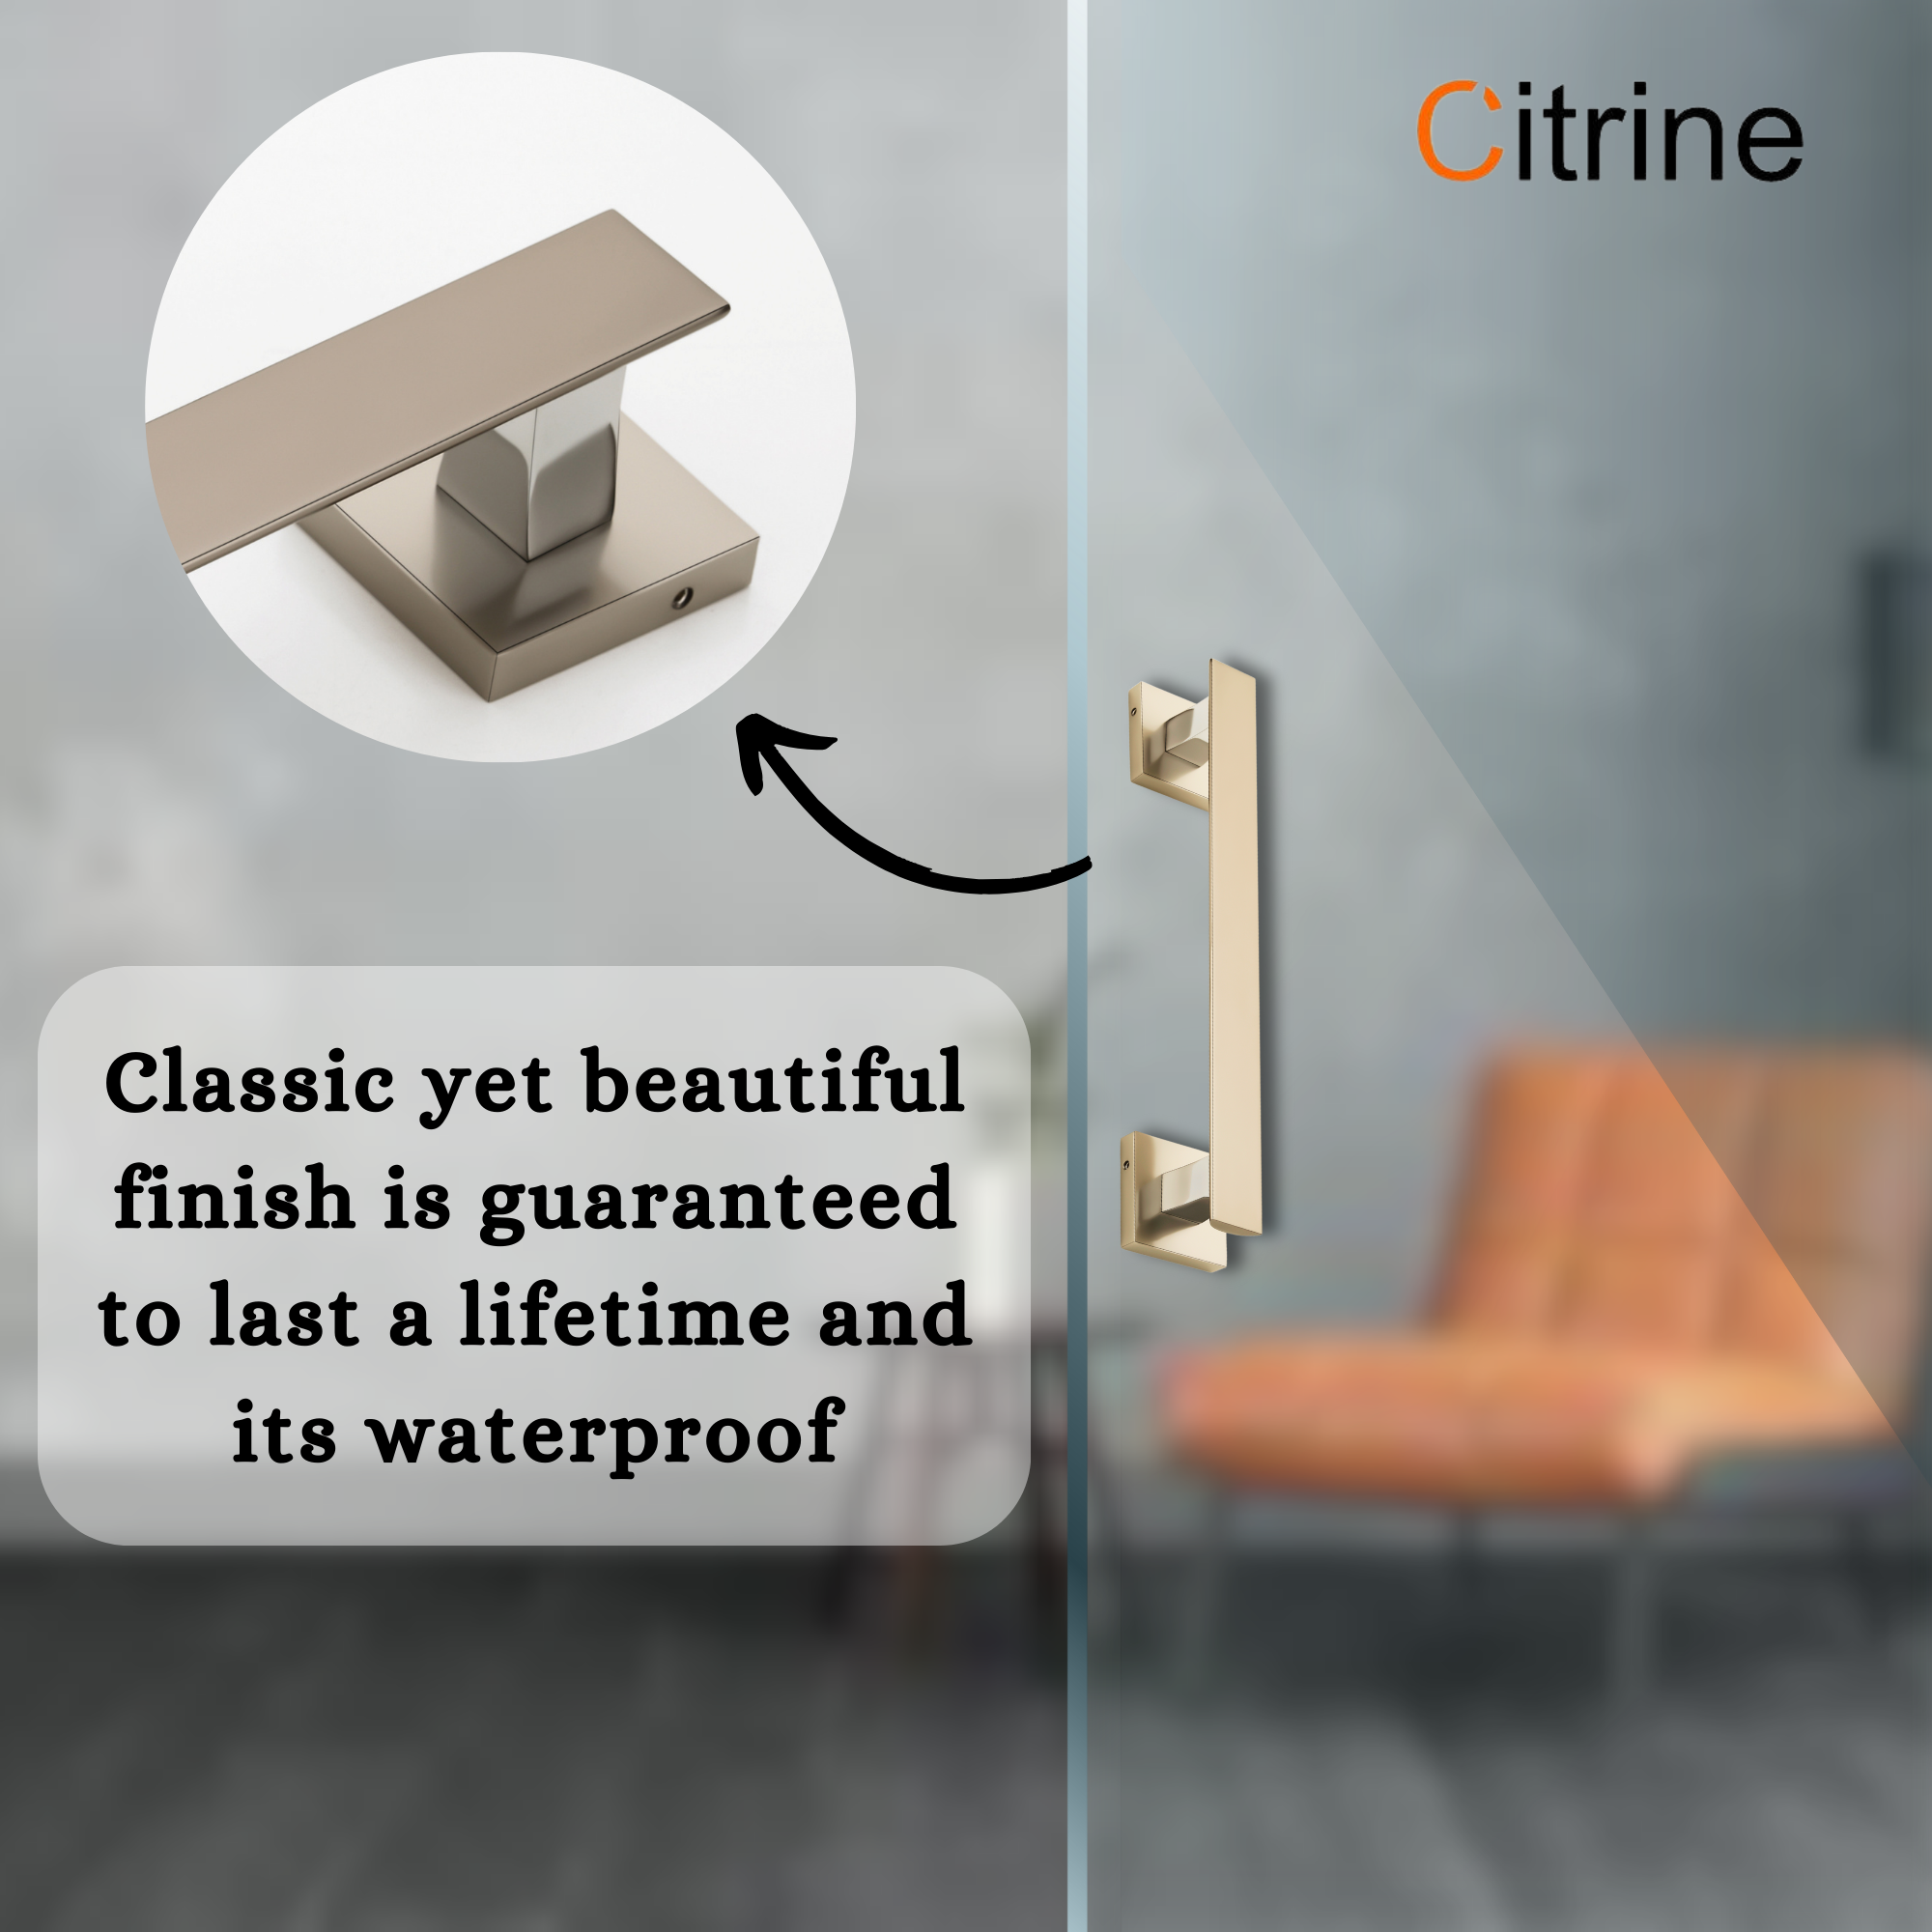 Citrine
Classic yet beautiful
finish is guaranteed
to last a lifetime and
its waterproof